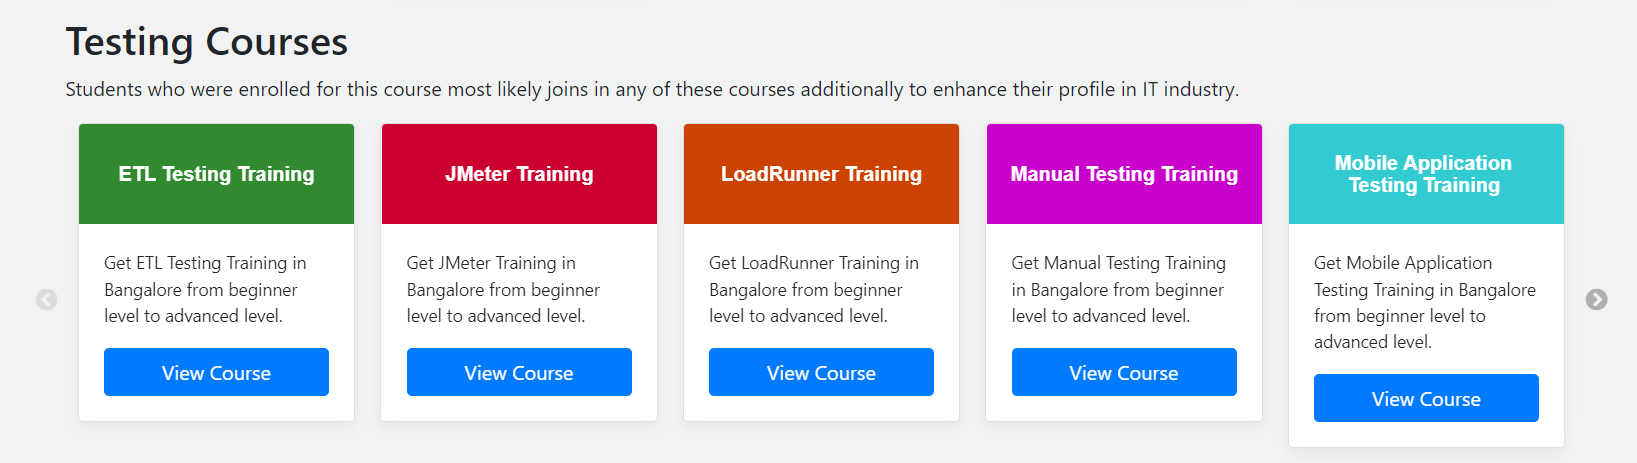 Testing Courses
Students who were enrolled for this course most likely joins in any of these courses additionally to enhance their profile in IT industry.
ETL Testing Training
Get ETL Testing Training in
Bangalore from beginner
level to advanced level.
View Course
JMeter Training
Get JMeter Training in
Bangalore from beginner
level to advanced level.
View Course
LoadRunner Training
Get LoadRunner Training in
Bangalore from beginner
level to advanced level.
View Course
Manual Testing Training
Get Manual Testing Training
in Bangalore from beginner
level to advanced level.
View Course
Mobile Application
Testing Training
Get Mobile Application
Testing Training in Bangalore
from beginner level to
advanced level.
View Course